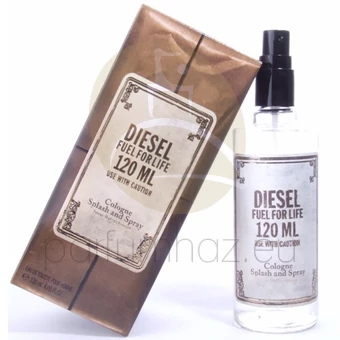 DIESEL
FUEL FOR LIFE
120 ML
USE WITH CAUTION
Cologne
Splash and Spray
DIESEL
FUEL FOR LIFE
120 ML
USE WITH CAUTION
Cologne
Splash and Spray
parfumhaz.eu